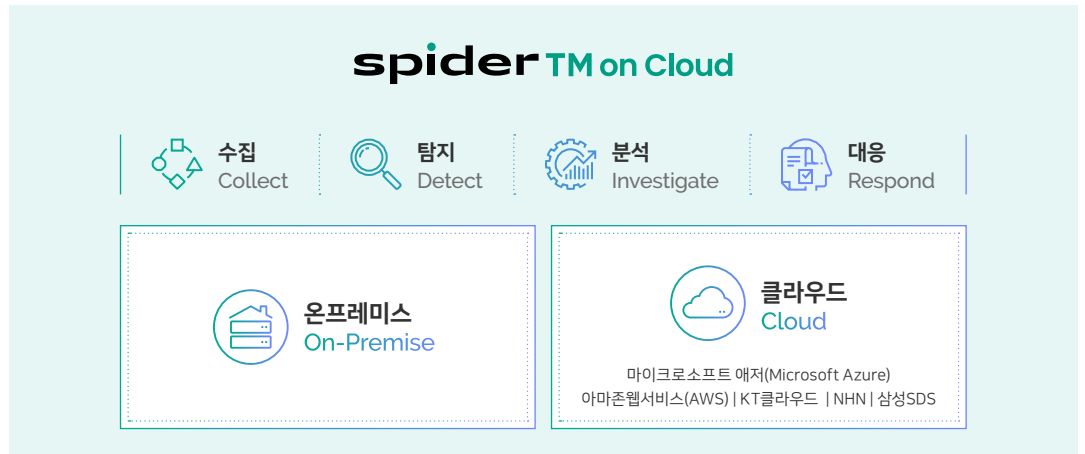 spider TM on Cloud
수집
Collect
탐지
Detect
분석
Investigate
대응
Respond
온프레미스
On-Premise
클라우드
Cloud
마이크로소프트 애저(Microsoft Azure)
아마존웹서비스(AWS) | KT클라우드 | NHN | 삼성SDS